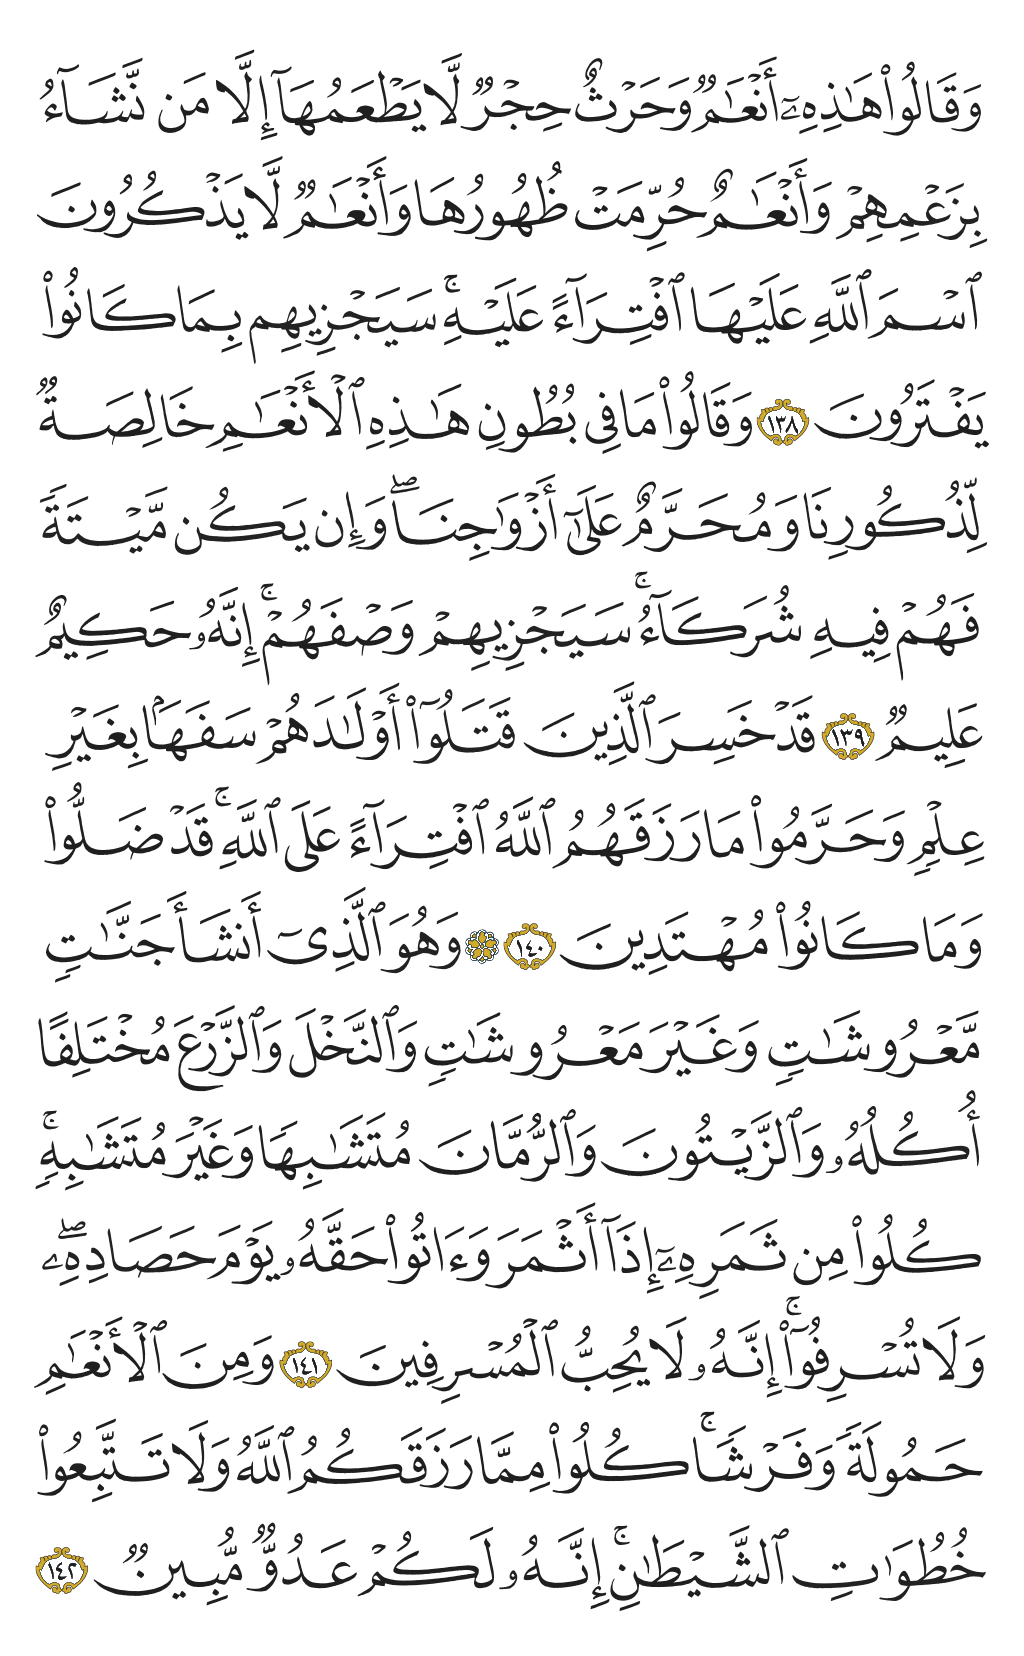 وَقَالُوا۟ هَٰذِهِۦٓ أَنْعَٰمٌ وَحَرْثٌ حِجْرٌ لَّا يَطْعَمُهَآ إِلَّا مَن نَّشَآءُ
بِزَعْمِهِمْ وَأَنْعَٰمٌ حُرِّمَتْ ظُهُورُهَا وَأَنْعَٰمٌ لَّا يَذْكُرُونَ
ٱسْمَ ٱللَّهِ عَلَيْهَا ٱفْتِرَآءً عَلَيْهِ ۚ سَيَجْزِيهِم بِمَا كَانُوا۟
يَفْتَرُونَ ١٣٨ وَقَالُوا۟ مَا فِى بُطُونِ هَٰذِهِ ٱلْأَنْعَٰمِ خَالِصَةٌ
لِّذُكُورِنَا وَمُحَرَّمٌ عَلَىٰٓ أَزْوَٰجِنَا ۖ وَإِن يَكُن مَّيْتَةً
فَهُمْ فِيهِ شُرَكَآءُ ۚ سَيَجْزِيهِمْ وَصْفَهُمْ ۚ إِنَّهُۥ حَكِيمٌ
عَلِيمٌ ١٣٩ قَدْ خَسِرَ ٱلَّذِينَ قَتَلُوٓا۟ أَوْلَٰدَهُمْ سَفَهًۢا بِغَيْرِ
عِلْمٍ وَحَرَّمُوا۟ مَا رَزَقَهُمُ ٱللَّهُ ٱفْتِرَآءً عَلَى ٱللَّهِ ۚ قَدْ ضَلُّوا۟
وَمَا كَانُوا۟ مُهْتَدِينَ ١٤٠ ۞ وَهُوَ ٱلَّذِىٓ أَنشَأَ جَنَّٰتٍ
مَّعْرُوشَٰتٍ وَغَيْرَ مَعْرُوشَٰتٍ وَٱلنَّخْلَ وَٱلزَّرْعَ مُخْتَلِفًا
أُكُلُهُۥ وَٱلزَّيْتُونَ وَٱلرُّمَّانَ مُتَشَٰبِهًا وَغَيْرَ مُتَشَٰبِهٍ ۚ
كُلُوا۟ مِن ثَمَرِهِۦٓ إِذَآ أَثْمَرَ وَءَاتُوا۟ حَقَّهُۥ يَوْمَ حَصَادِهِۦ ۖ
وَلَا تُسْرِفُوٓا۟ ۚ إِنَّهُۥ لَا يُحِبُّ ٱلْمُسْرِفِينَ ١٤١ وَمِنَ ٱلْأَنْعَٰمِ
حَمُولَةً وَفَرْشًا ۚ كُلُوا۟ مِمَّا رَزَقَكُمُ ٱللَّهُ وَلَا تَتَّبِعُوا۟
خُطُوَٰتِ ٱلشَّيْطَٰنِ ۚ إِنَّهُۥ لَكُمْ عَدُوٌّ مُّبِينٌ ١٤٢